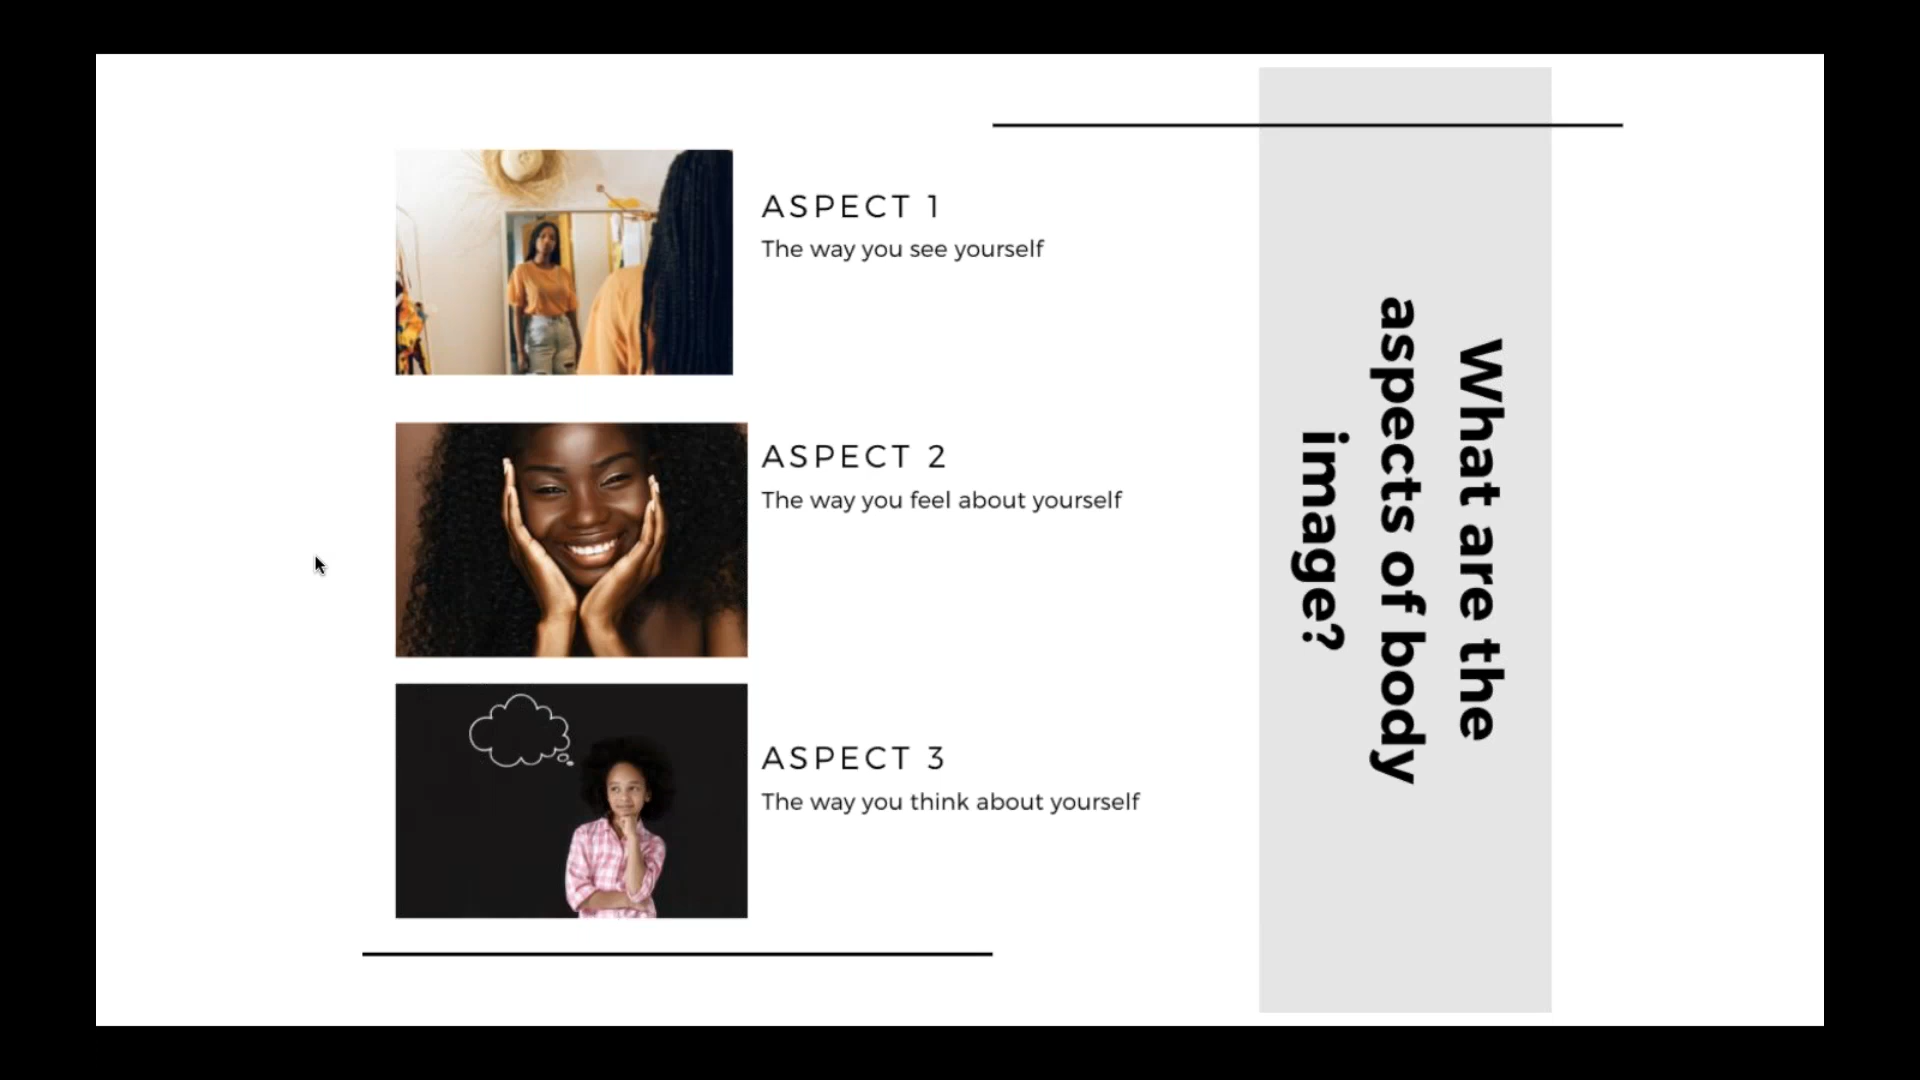 What are the
aspects of body
image?
ASPECT 1
The way you see yourself
ASPECT 2
The way you feel about yourself
ASPECT 3
The way you think about yourself